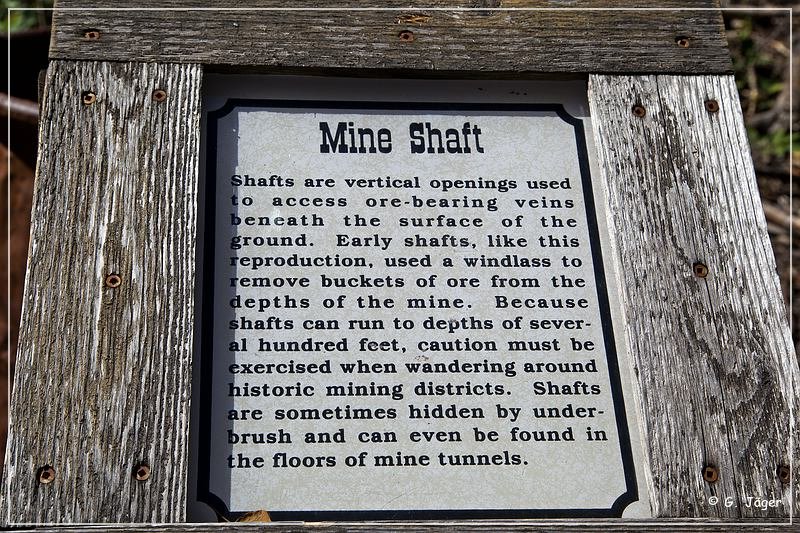 Mine Shaft
Shafts are vertical openings used
to access ore-bearing veins
beneath the surface of the
ground. Early shafts, like this
reproduction, used a windlass to
remove buckets of ore from the
depths of the mine. Because
shafts can run to depths of sever-
al hundred feet, caution must be
exercised when wandering around
historic mining districts. Shafts
are sometimes hidden by under-
brush and can even be found in
the floors of mine tunnels.
© G. Jäger